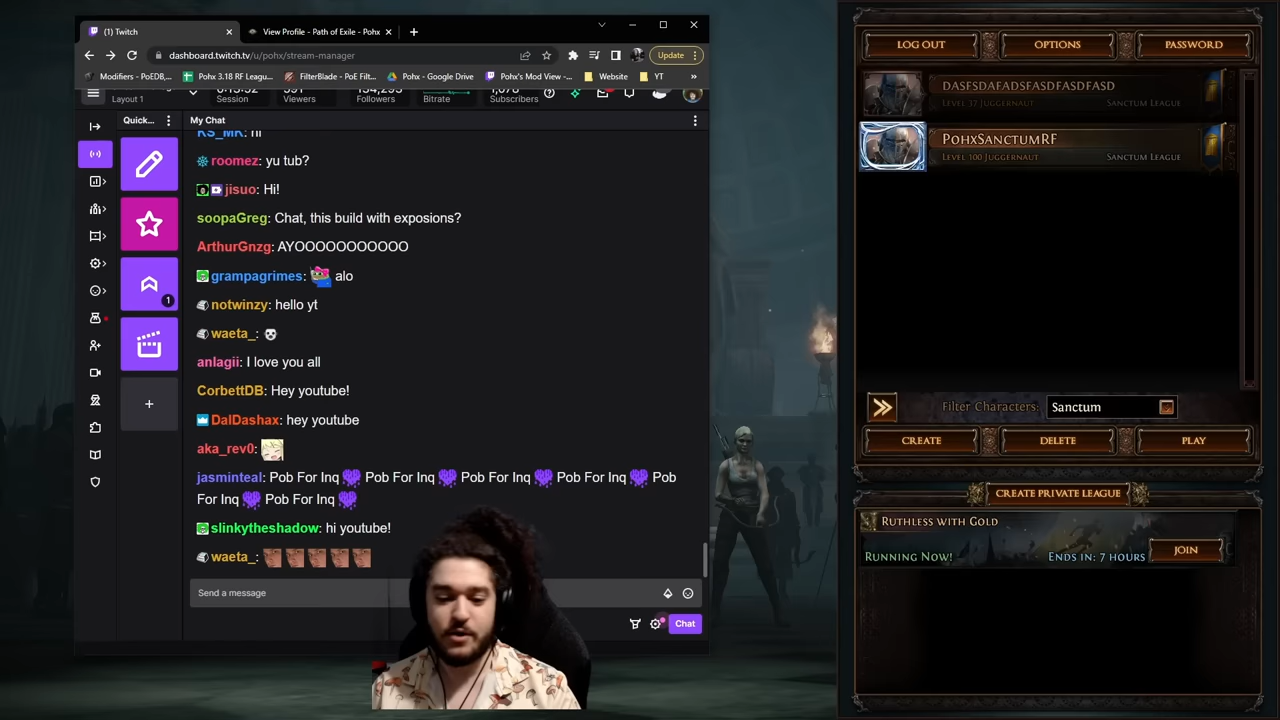 (1) Twitch
View Profile - Path of Exile - Pohx
dashboard.twitch.tv/u/pohx/stream-manager
Update
Modifiers - PoEDB,...
Pohx 3.18 RF Leagu...
FilterBlade - PoE Filt...
Pohx - Google Drive
Pohx's Mod View -...
Website
YT
Layout 1
Session
Viewers
Followers
Bitrate
Subscribers
Quick...
My Chat
KS_MK: hi
roomez: yu tub?
jisuo: Hi!
soopaGreg: Chat, this build with exposions?
ArthurGnzg: AYOOOOOOOOOOO
grampagrimes: alo
notwinzy: hello yt
waeta_:
anlagii: I love you all
CorbettDB: Hey youtube!
DalDashax: hey youtube
aka_rev0:
jasminteal: Pob For Inq Pob For Inq Pob For Inq Pob For Inq Pob
For Inq Pob For Inq
slinkytheshadow: hi youtube!
waeta_:
1
Send a message
Chat
LOG OUT
OPTIONS
PASSWORD
DASFSDAFADSFASDFASDFASD
LEVEL 37 JUGGERNAUT
SANCTUM LEAGUE
POHXSANCTUMRF
LEVEL 100 JUGGERNAUT
SANCTUM LEAGUE
Filter Characters:
Sanctum
CREATE
DELETE
PLAY
CREATE PRIVATE LEAGUE
RUTHLESS WITH GOLD
RUNNING NOW!
ENDS IN: 7 HOURS
JOIN